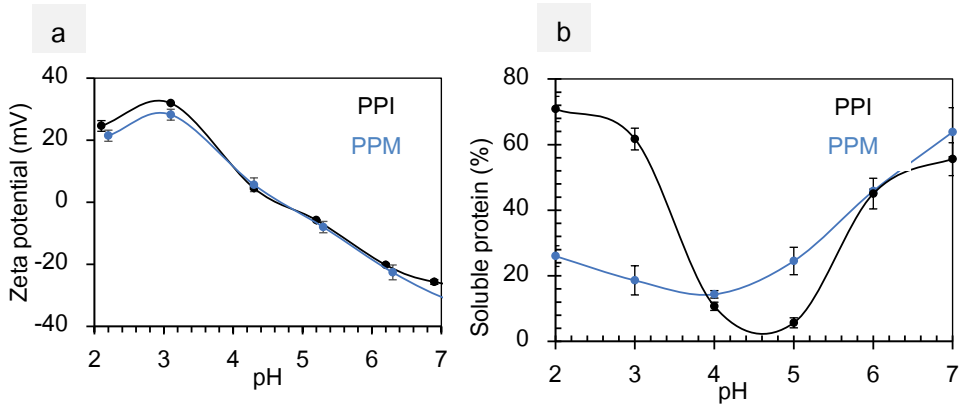 a
40
20
0
-20
-40
Zeta potential (mV)
PPI
PPM
2 3 4 5 6 7
pH
b
80
60
40
20
0
Soluble protein (%)
PPI
PPM
2 3 4 5 6 7
pH